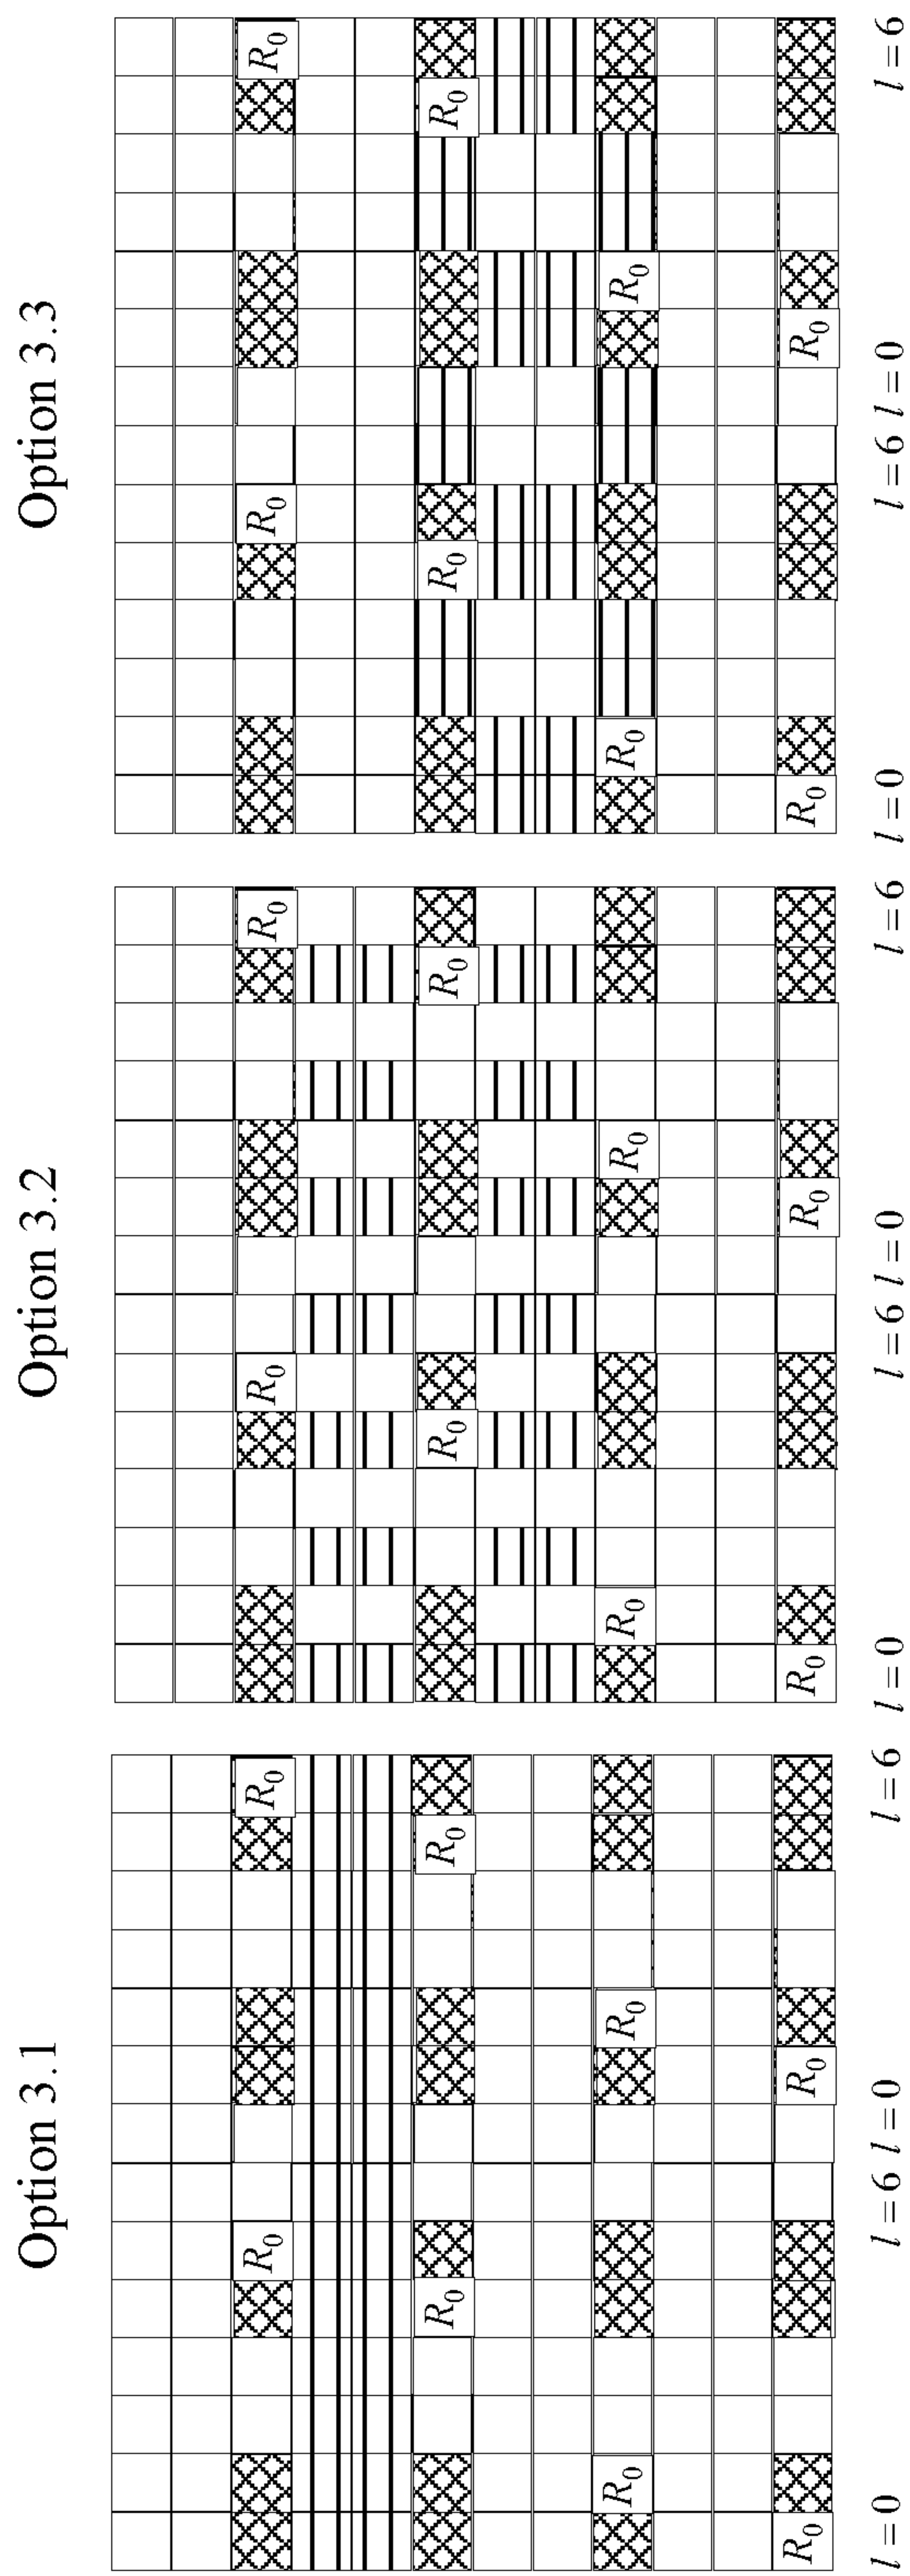 Option 3.1 Option 3.2 Option 3.3
R₀ R₀ R₀ R₀ R₀ R₀
R₀ R₀ R₀ R₀ R₀ R₀
R₀ R₀ R₀ R₀ R₀ R₀
R₀ R₀ R₀ R₀ R₀ R₀
l = 0 l = 6 l = 0 l = 6 l = 0 l = 6 l = 0 l = 6 l = 0 l = 6 l = 0 l = 6